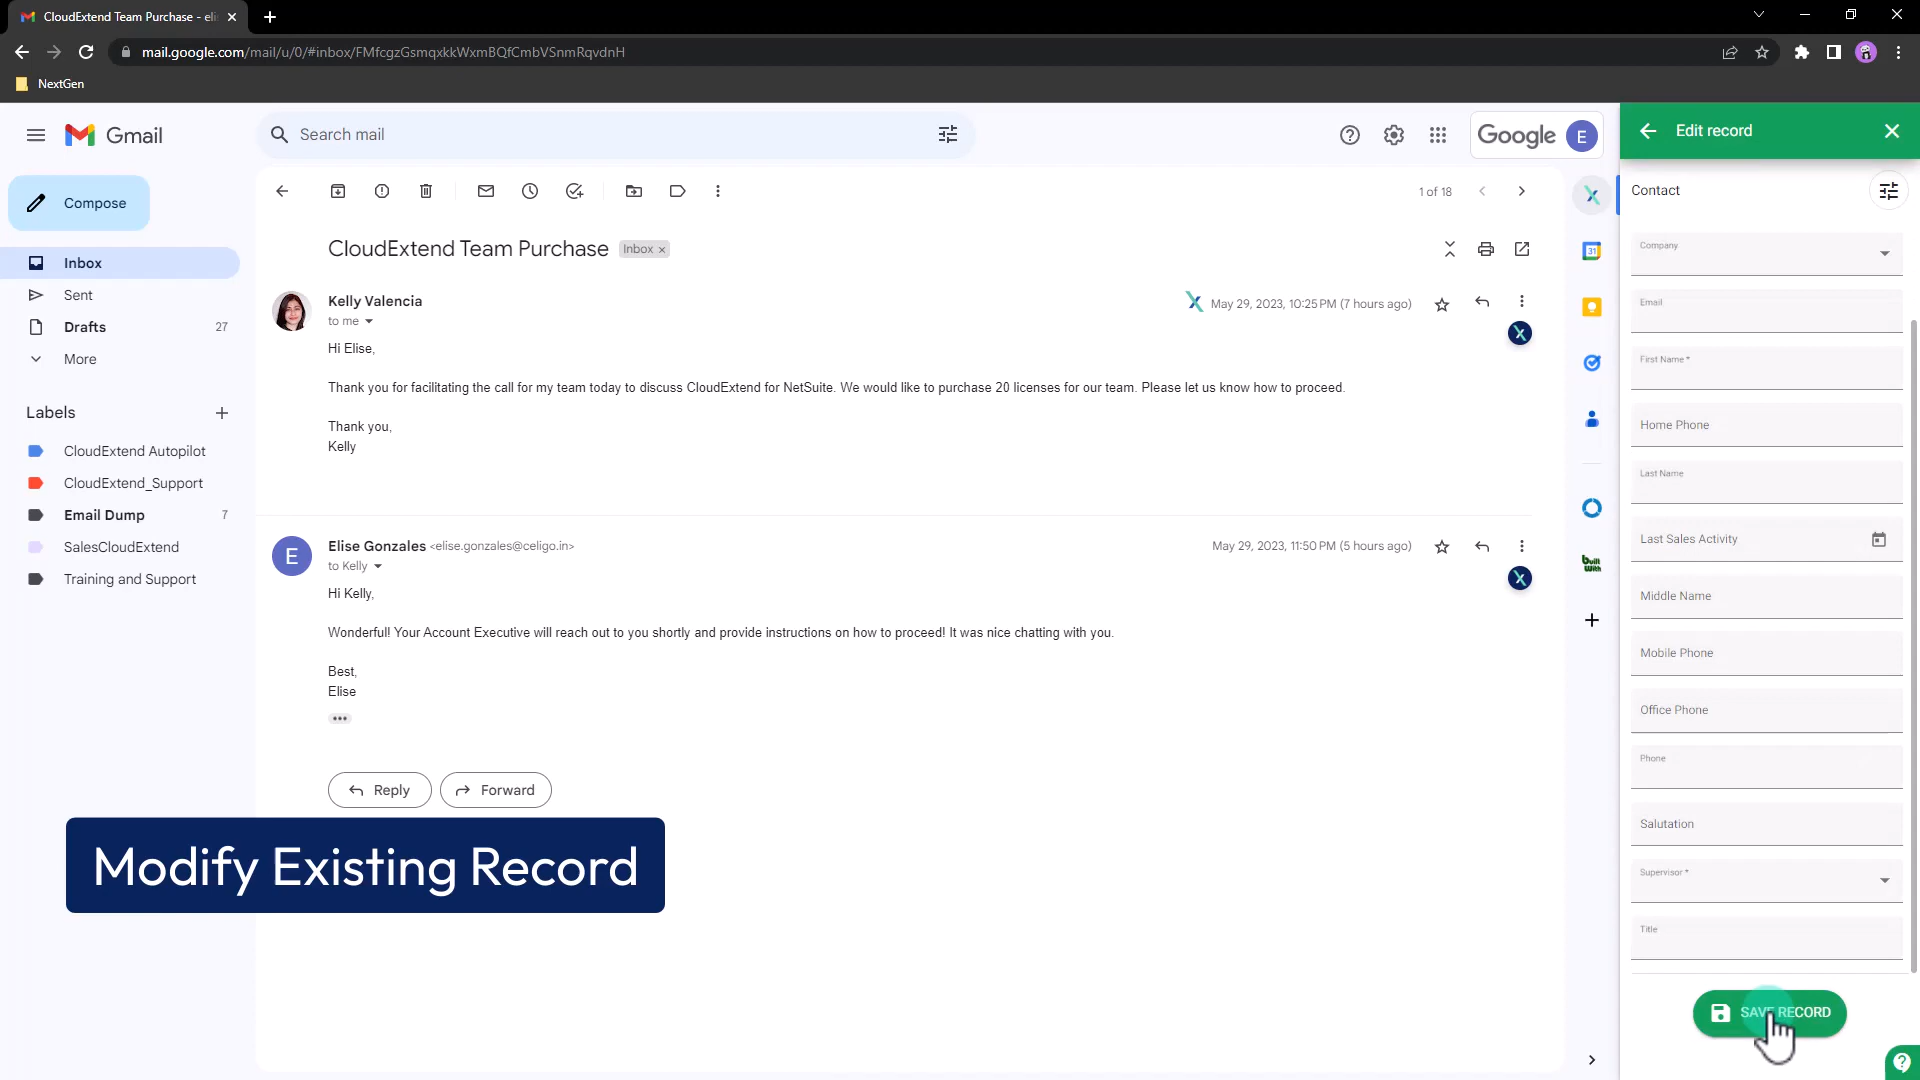 CloudExtend Team Purchase - eli
mail.google.com/mail/u/0/#inbox/FMfcgzGsmqxkkWxmBQfCmbVSnmRqvdnH
NextGen
Gmail
Search mail
Google
E
Edit record
Compose
1 of 18
Contact
Inbox
Sent
Drafts 27
More
Labels
CloudExtend Autopilot
CloudExtend_Support
Email Dump 7
SalesCloudExtend
Training and Support
CloudExtend Team Purchase
Inbox
Kelly Valencia
May 29, 2023, 10:25 PM (7 hours ago)
to me
Hi Elise,
Thank you for facilitating the call for my team today to discuss CloudExtend for NetSuite. We would like to purchase 20 licenses for our team. Please let us know how to proceed.
Thank you,
Kelly
E
Elise Gonzales <elise.gonzales@celigo.in>
May 29, 2023, 11:50 PM (5 hours ago)
to Kelly
Hi Kelly,
Wonderful! Your Account Executive will reach out to you shortly and provide instructions on how to proceed! It was nice chatting with you.
Best,
Elise
Reply
Forward
Modify Existing Record
31
built
with
Company
Email
First Name *
Home Phone
Last Name
Last Sales Activity
Middle Name
Mobile Phone
Office Phone
Phone
Salutation
Supervisor *
Title
SAVE RECORD